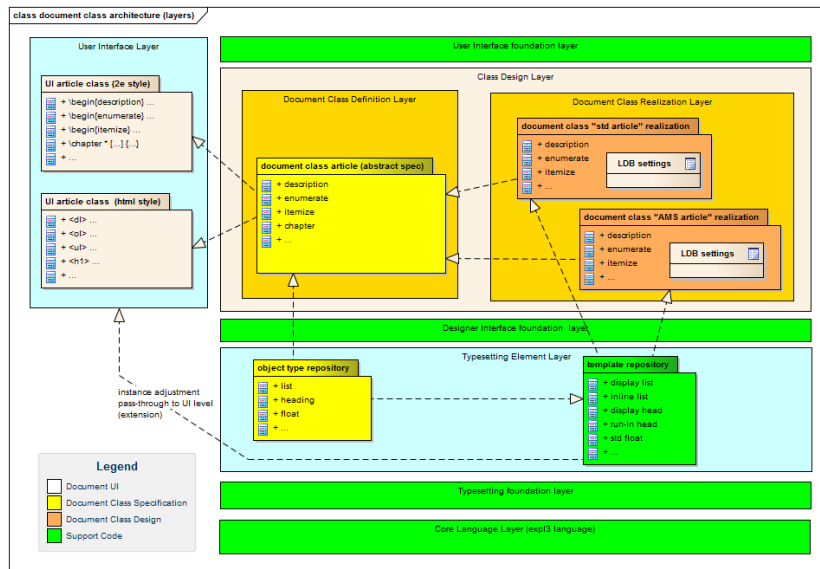 class document class architecture (layers)
User Interface Layer
UI article class (2e style)
+ \begin{description} ...
+ \begin{enumerate} ...
+ \begin{itemize} ...
+ \chapter * [...] {...}
+ ...
UI article class  (html style)
+ <dl> ...
+ <ol> ...
+ <ul> ...
+ <h1> ...
+ ...
User Interface foundation layer
Class Design Layer
Document Class Definition Layer
document class article (abstract spec)
+ description
+ enumerate
+ itemize
+ chapter
+ ...
Document Class Realization Layer
document class "std article" realization
+ description
+ enumerate
+ itemize
+ ...
LDB settings
document class "AMS article" realization
+ description
+ enumerate
+ itemize
+ ...
LDB settings
Designer Interface foundation  layer
Typesetting Element Layer
object type repository
+ list
+ heading
+ float
+ ...
template repository
+ display list
+ inline list
+ display head
+ run-in head
+ std float
+ ...
instance adjustment
pass-through to UI level
(extension)
Legend
Document UI
Document Class Specification
Document Class Design
Support Code
Typesetting foundation layer
Core Language Layer (expl3 language)